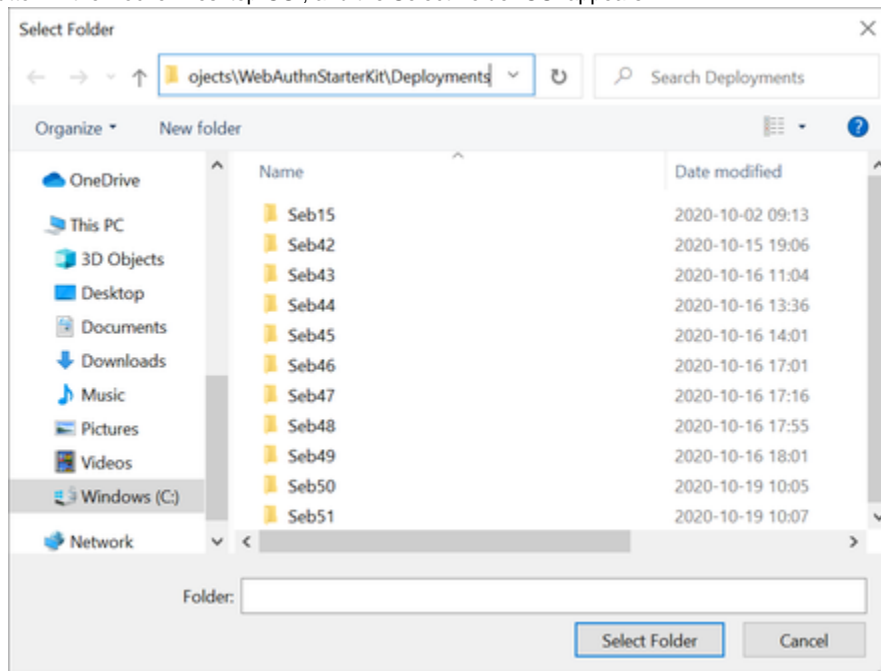 Select Folder
ojects\WebAuthnStarterKit\Deployments
Search Deployments
Organize
New folder
Name
Date modified
OneDrive
This PC
3D Objects
Desktop
Documents
Downloads
Music
Pictures
Videos
Windows (C:)
Network
Seb15 2020-10-02 09:13
Seb42 2020-10-15 19:06
Seb43 2020-10-16 11:04
Seb44 2020-10-16 13:36
Seb45 2020-10-16 14:01
Seb46 2020-10-16 17:01
Seb47 2020-10-16 17:16
Seb48 2020-10-16 17:55
Seb49 2020-10-16 18:01
Seb50 2020-10-19 10:05
Seb51 2020-10-19 10:07
Folder:
Select Folder
Cancel